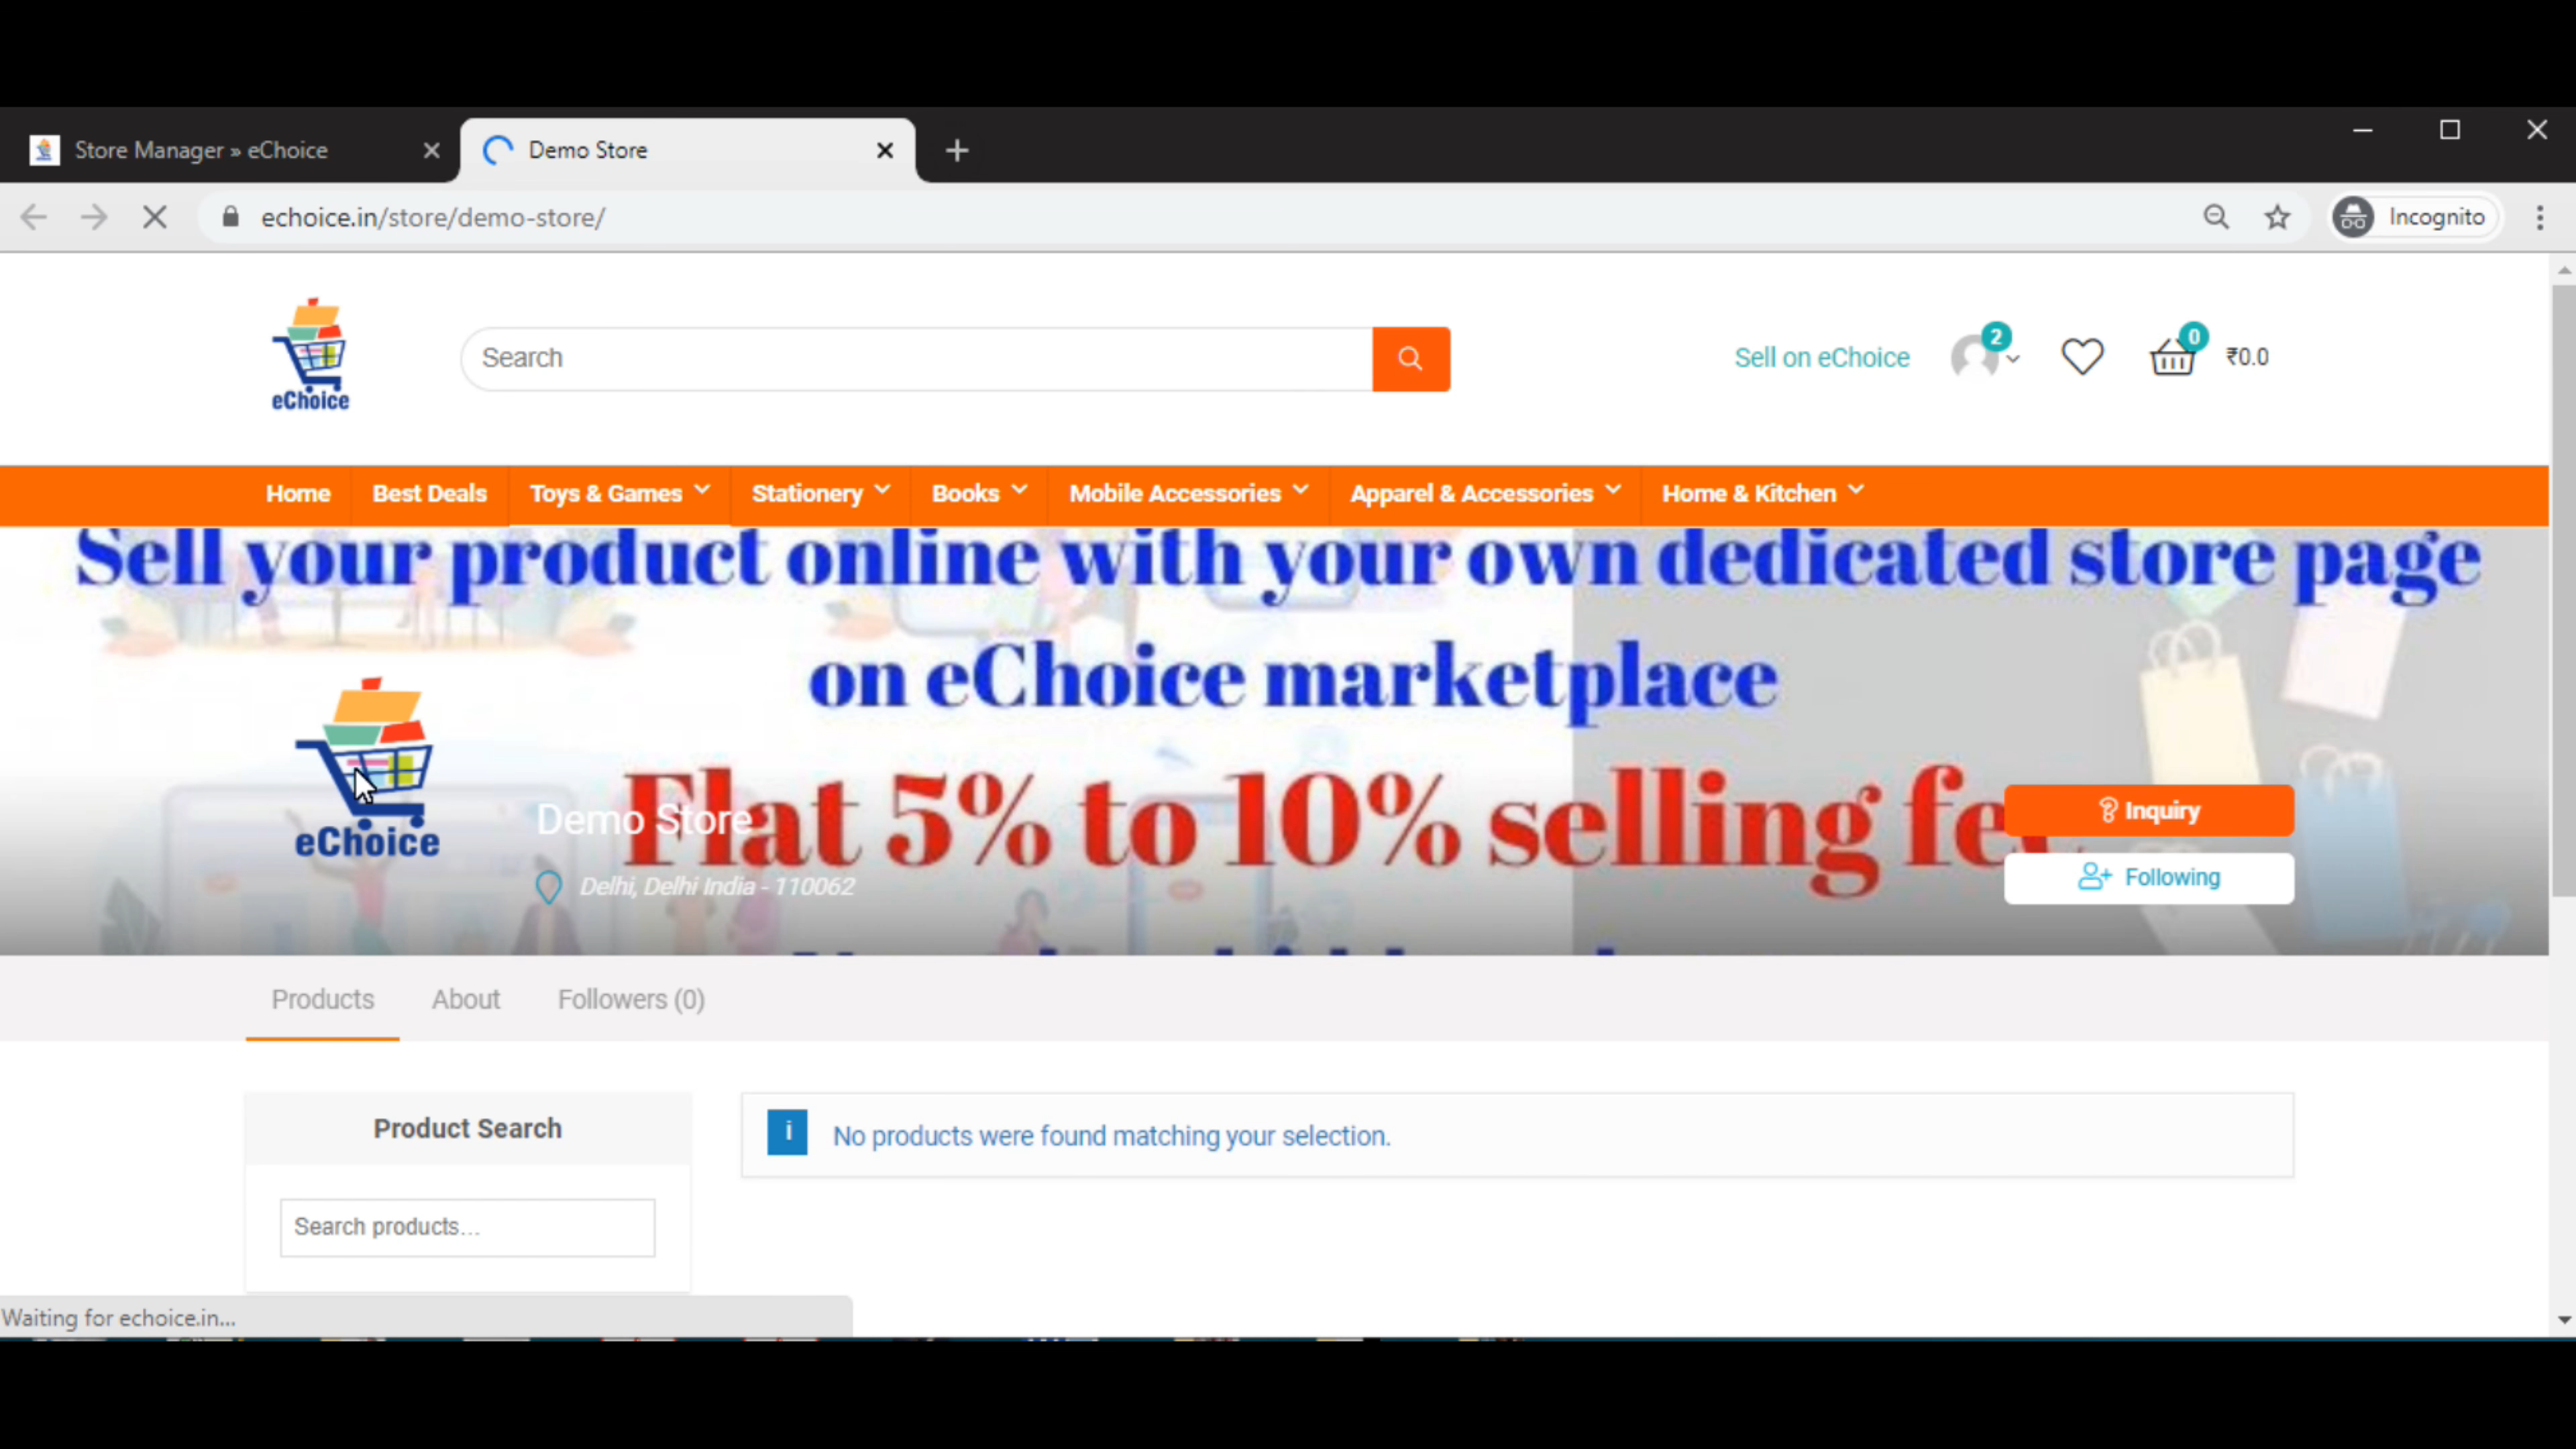 Store Manager » eChoice
Demo Store
echoice.in/store/demo-store/
Incognito
eChoice
Search
Sell on eChoice
2
0
₹0.0
Home
Best Deals
Toys & Games
Stationery
Books
Mobile Accessories
Apparel & Accessories
Home & Kitchen
Sell your product online with your own dedicated store page
on eChoice marketplace
Flat 5% to 10% selling
eChoice
Demo Store
Delhi, Delhi India - 110062
Inquiry
Following
Products
About
Followers (0)
Product Search
Search products...
i
No products were found matching your selection.
Waiting for echoice.in...